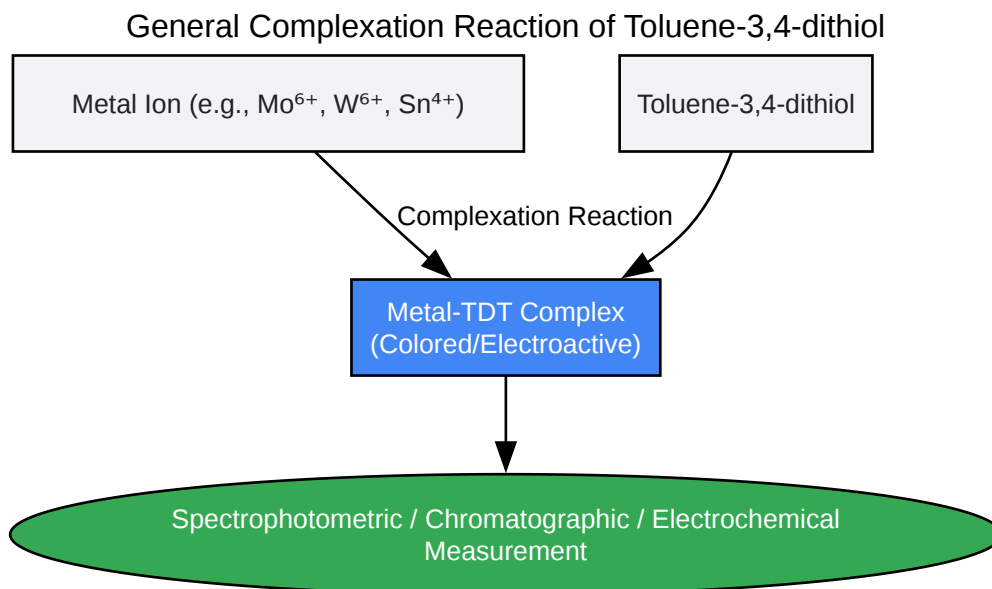 General Complexation Reaction of Toluene-3,4-dithiol
Metal Ion (e.g., Mo⁶⁺, W⁶⁺, Sn⁴⁺)
Toluene-3,4-dithiol
Complexation Reaction
Metal-TDT Complex
(Colored/Electroactive)
Spectrophotometric / Chromatographic / Electrochemical
Measurement